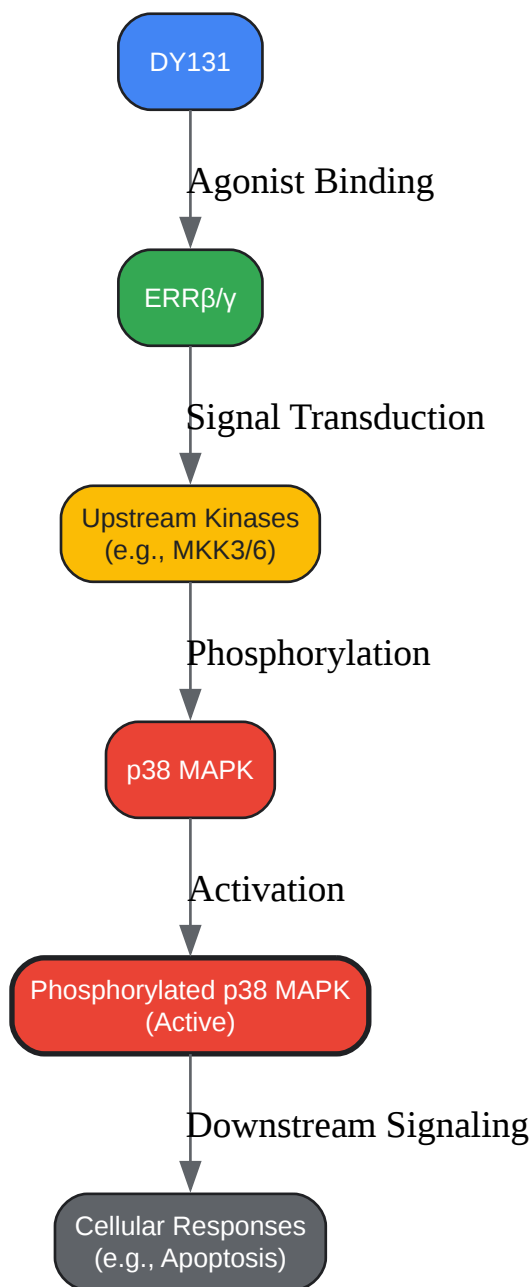 DY131
Agonist Binding
ERRβ/γ
Signal Transduction
Upstream Kinases
(e.g., MKK3/6)
Phosphorylation
p38 MAPK
Activation
Phosphorylated p38 MAPK
(Active)
Downstream Signaling
Cellular Responses
(e.g., Apoptosis)